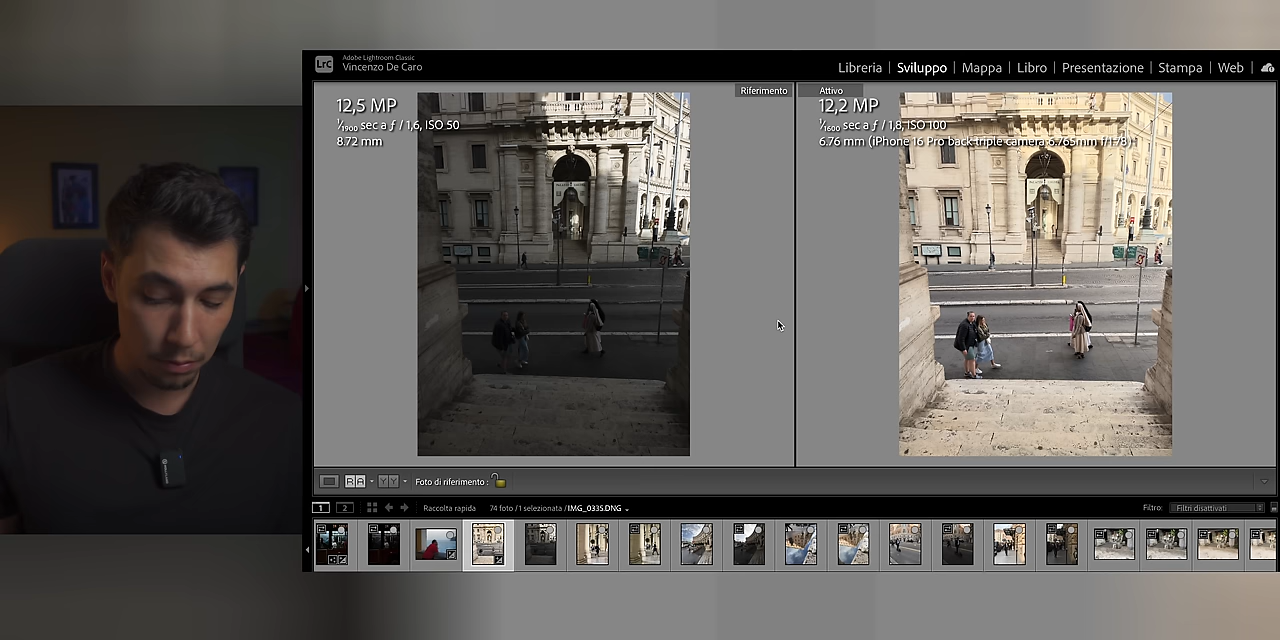 LrC
Adobe Lightroom Classic
Vincenzo De Caro
Libreria | Sviluppo | Mappa | Libro | Presentazione | Stampa | Web |
Riferimento
Attivo
12,5 MP
1/1900 sec a ƒ / 1,6, ISO 50
8.72 mm
12,2 MP
1/1600 sec a ƒ / 1,8, ISO 100
6.76 mm (iPhone 16 Pro back triple camera 6.765mm f/1.78)
R A
Y Y
Foto di riferimento :
1
2
Raccolta rapida
74 foto /1 selezionata /IMG_0335.DNG
Filtro:
Filtri disattivati